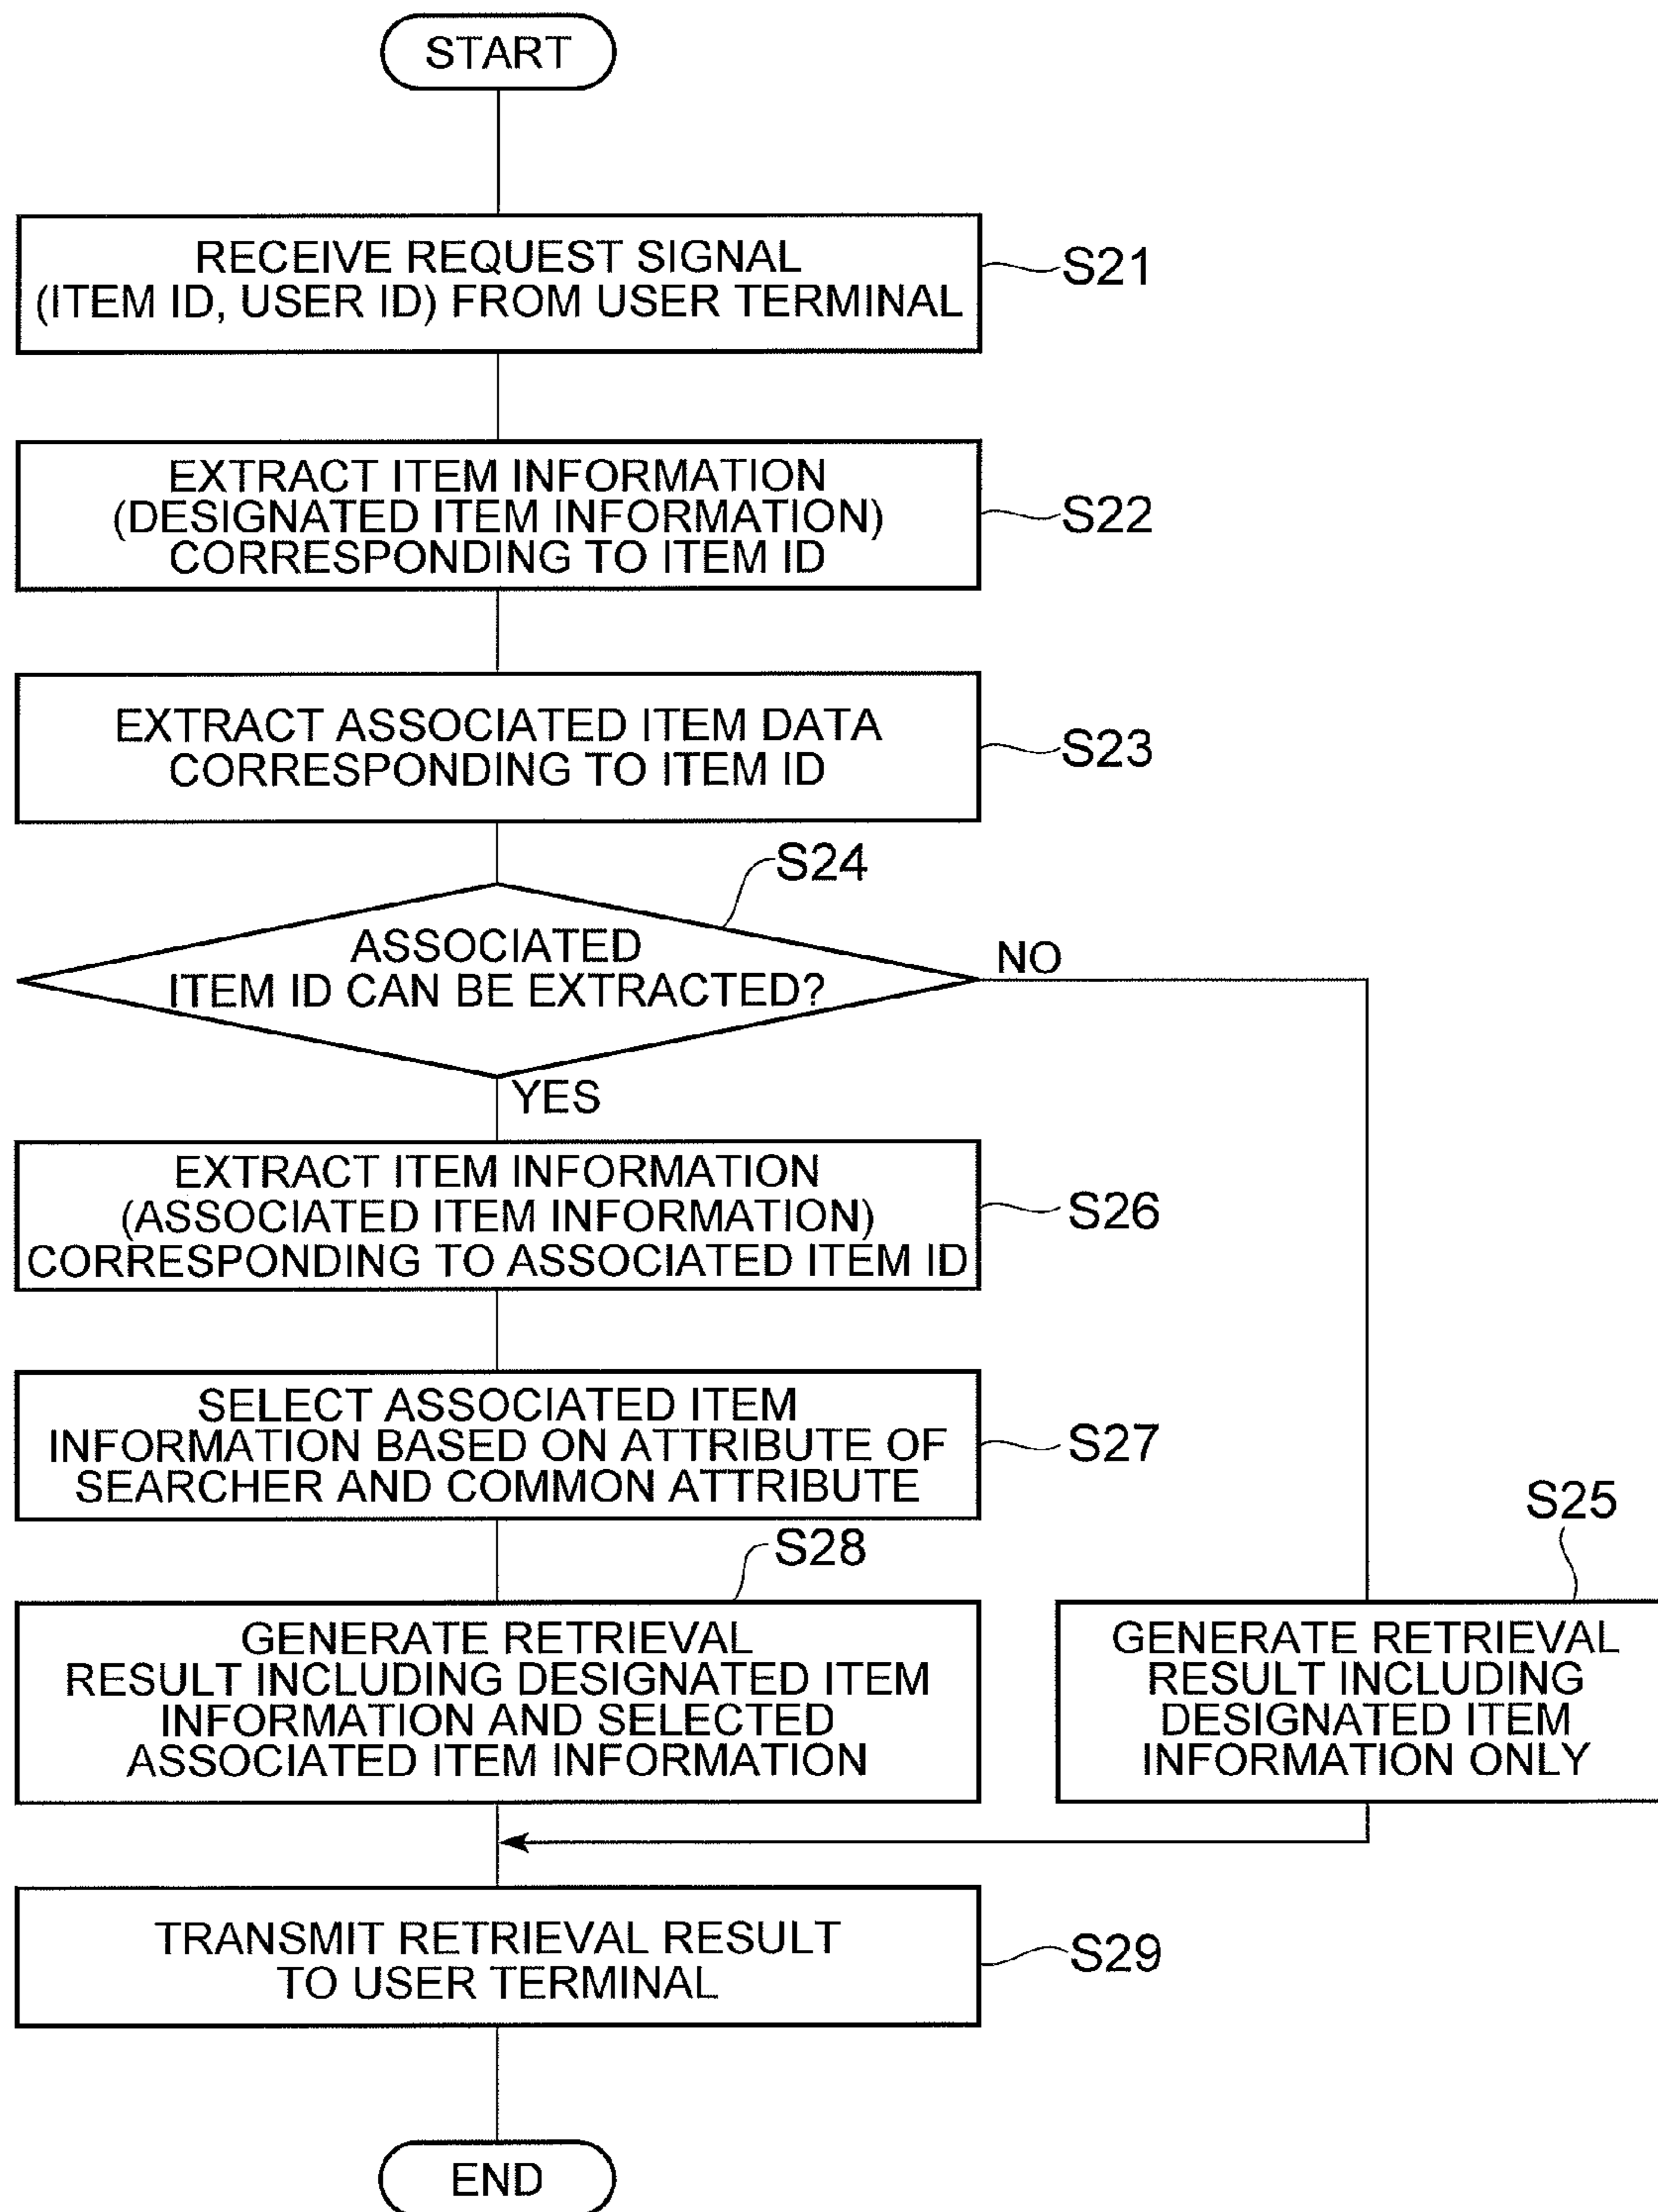 START
RECEIVE REQUEST SIGNAL
(ITEM ID, USER ID) FROM USER TERMINAL
S21
EXTRACT ITEM INFORMATION
(DESIGNATED ITEM INFORMATION)
CORRESPONDING TO ITEM ID
S22
EXTRACT ASSOCIATED ITEM DATA
CORRESPONDING TO ITEM ID
S23
S24
ASSOCIATED
ITEM ID CAN BE EXTRACTED?
NO
YES
EXTRACT ITEM INFORMATION
(ASSOCIATED ITEM INFORMATION)
CORRESPONDING TO ASSOCIATED ITEM ID
S26
SELECT ASSOCIATED ITEM
INFORMATION BASED ON ATTRIBUTE OF
SEARCHER AND COMMON ATTRIBUTE
S27
S28
GENERATE RETRIEVAL
RESULT INCLUDING DESIGNATED ITEM
INFORMATION AND SELECTED
ASSOCIATED ITEM INFORMATION
S25
GENERATE RETRIEVAL
RESULT INCLUDING
DESIGNATED ITEM
INFORMATION ONLY
TRANSMIT RETRIEVAL RESULT
TO USER TERMINAL
S29
END